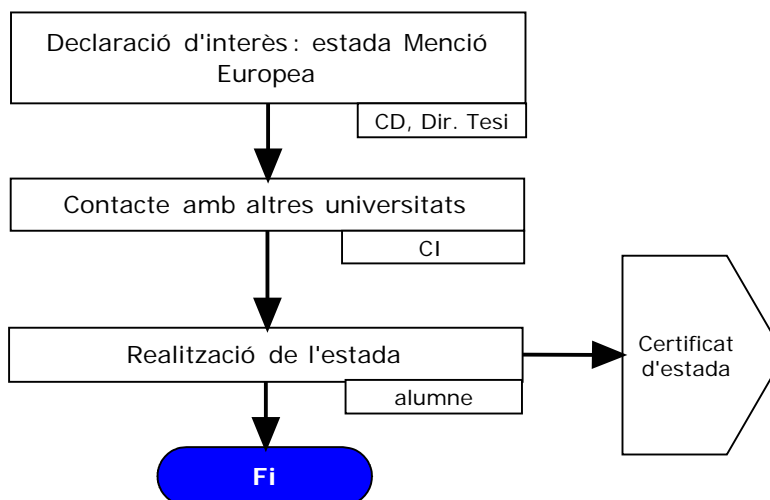 Declaració d'interès: estada Menció
Europea
CD, Dir. Tesi
Contacte amb altres universitats
CI
Realització de l'estada
alumne
Certificat
d'estada
Fi